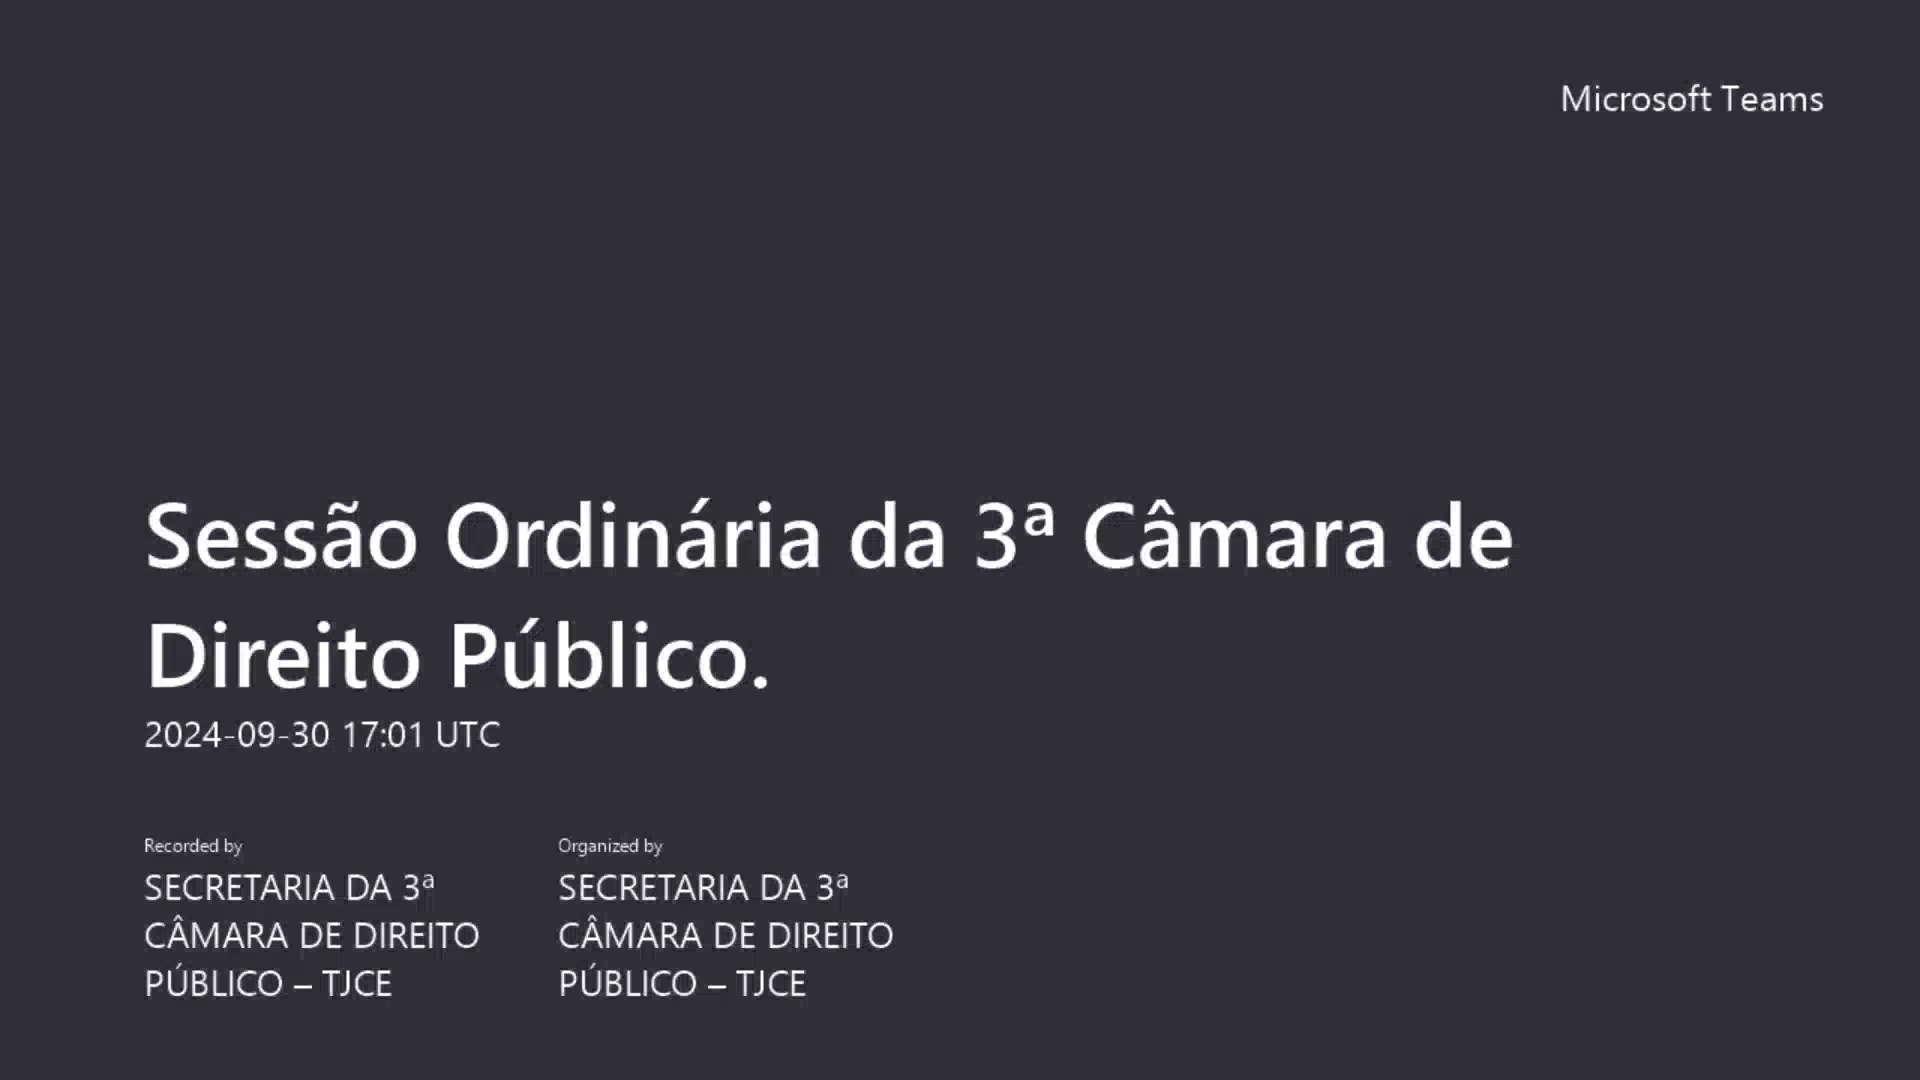 Microsoft Teams
Sessão Ordinária da 3ª Câmara de
Direito Público.
2024-09-30 17:01 UTC
Recorded by
SECRETARIA DA 3ª
CÂMARA DE DIREITO
PÚBLICO – TJCE
Organized by
SECRETARIA DA 3ª
CÂMARA DE DIREITO
PÚBLICO – TJCE